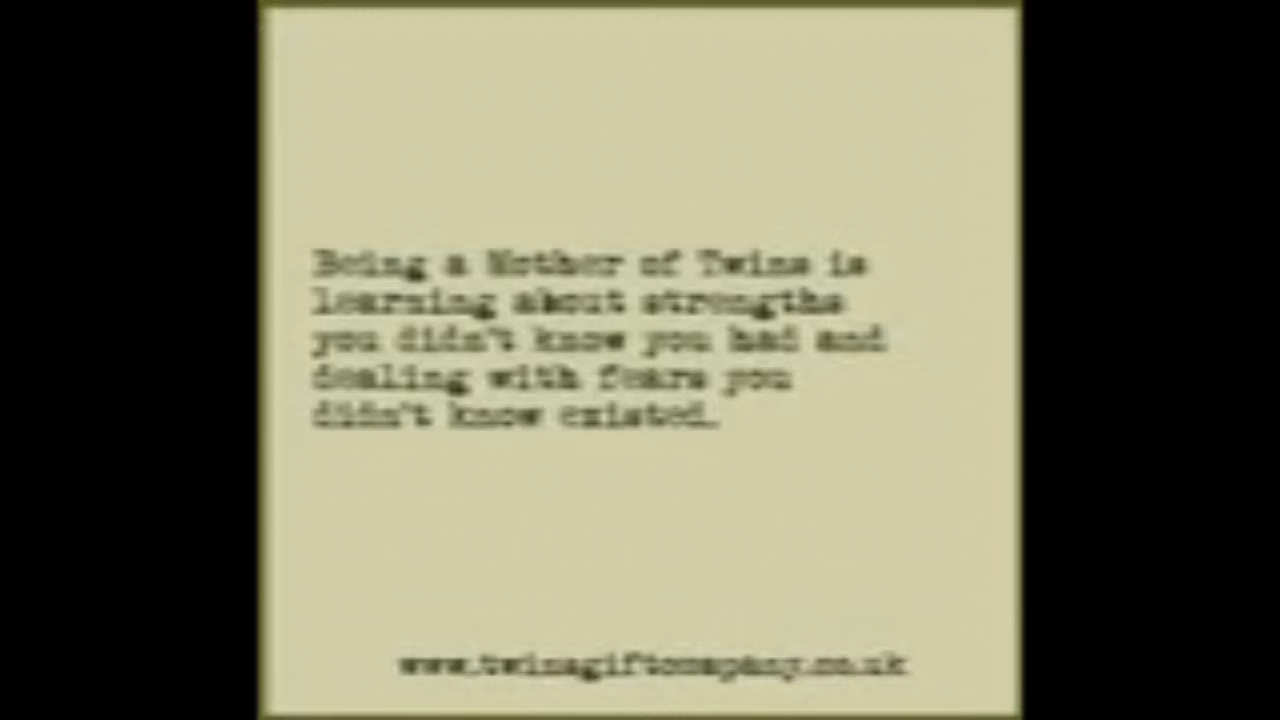 Being a Mother of Twins is
learning about strengths
you didn't know you had and
dealing with fears you
didn't know existed.
www.twinsgiftcompany.co.uk